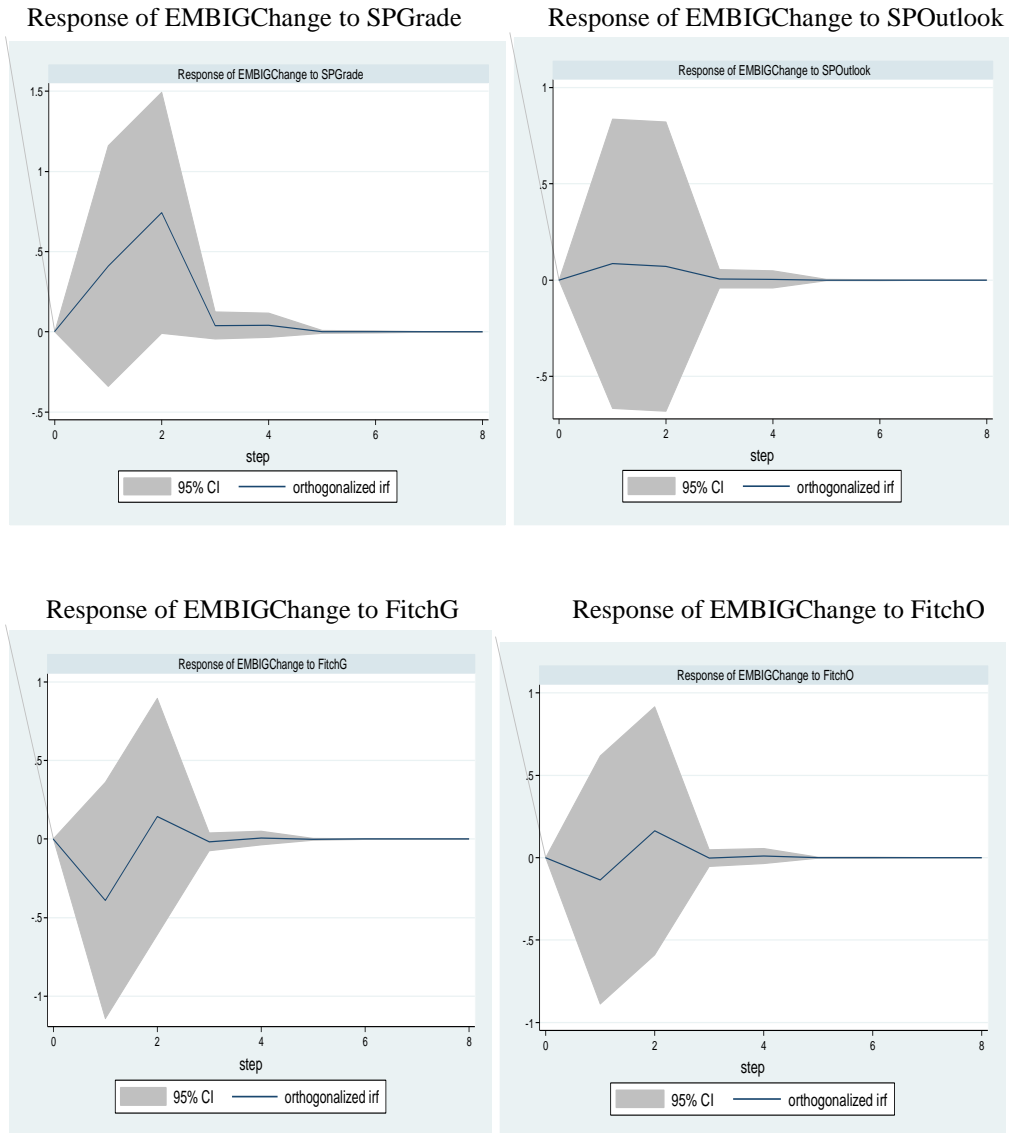 Response of EMBIGChange to SPGrade
Response of EMBIGChange to SPOutlook
Response of EMBIGChange to SPGrade
1.5
1
.5
0
-.5
0 2 4 6 8
step
95% CI orthogonalized irf
Response of EMBIGChange to SPOutlook
1
.5
0
-.5
0 2 4 6 8
step
95% CI orthogonalized irf
Response of EMBIGChange to FitchG
Response of EMBIGChange to FitchO
Response of EMBIGChange to FitchG
1
.5
0
-.5
-1
0 2 4 6 8
step
95% CI orthogonalized irf
Response of EMBIGChange to FitchO
1
.5
0
-.5
-1
0 2 4 6 8
step
95% CI orthogonalized irf